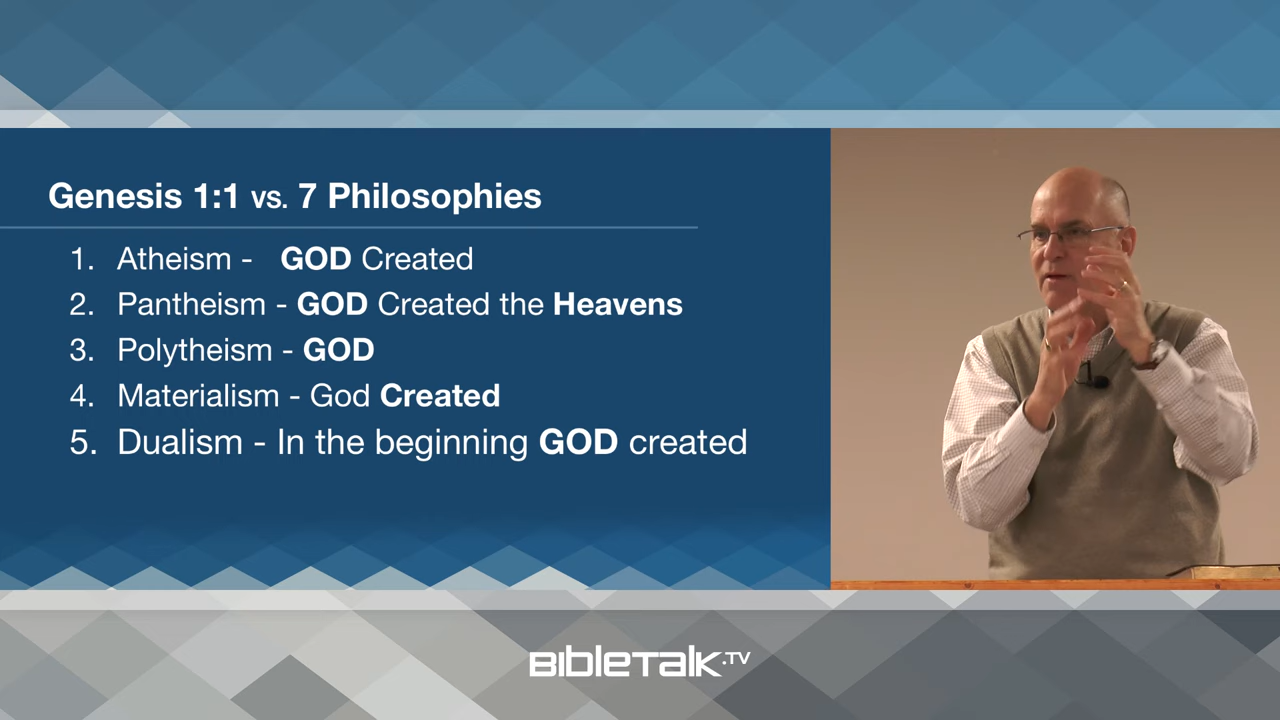 Genesis 1:1 vs. 7 Philosophies
1. Atheism - GOD Created
2. Pantheism - GOD Created the Heavens
3. Polytheism - GOD
4. Materialism - God Created
5. Dualism - In the beginning GOD created
BIBLETALK.TV